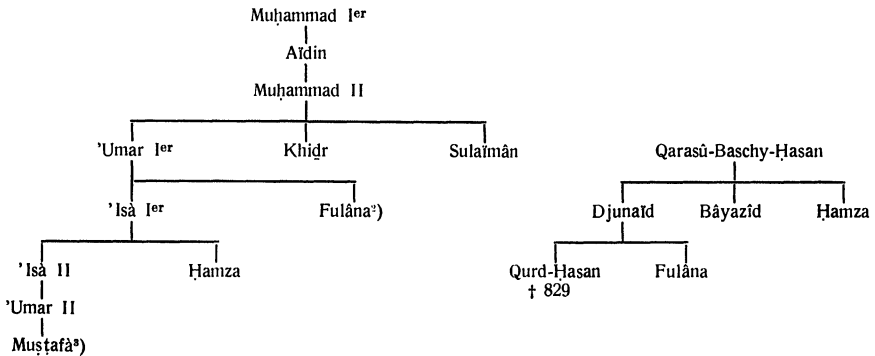 Muḥammad Iᵉʳ
Aïdin
Muḥammad II
’Umar Iᵉʳ Khiḏr Sulaïmân Qarasû-Baschy-Ḥasan
’Isà Iᵉʳ Fulâna²) Djunaïd Bâyazîd Ḥamza
’Isà II Ḥamza Qurd-Ḥasan Fulâna
† 829
’Umar II
Muṣṭafà³)